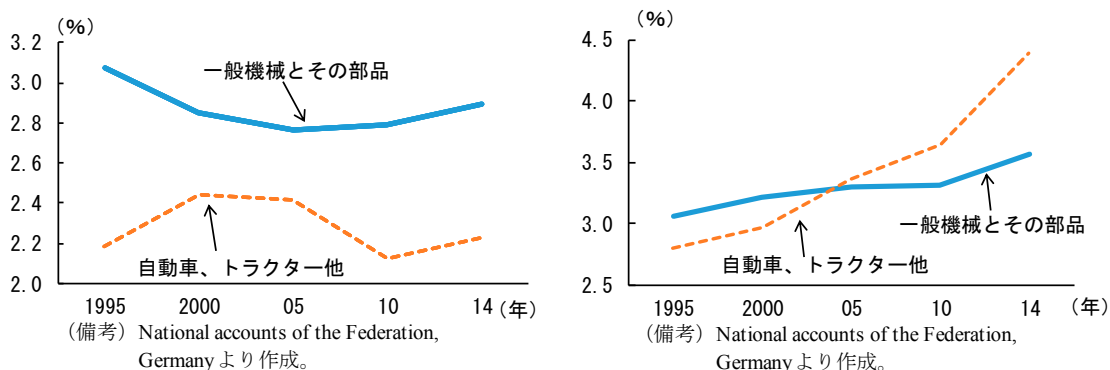 （%）
3.2
3.0
2.8
2.6
2.4
2.2
2.0
一般機械とその部品
自動車、トラクター他
1995 2000 05 10 14 （年）
（備考）National accounts of the Federation,
Germanyより作成。
（%）
4.5
4.0
3.5
3.0
2.5
一般機械とその部品
自動車、トラクター他
1995 2000 05 10 14 （年）
（備考）National accounts of the Federation,
Germanyより作成。